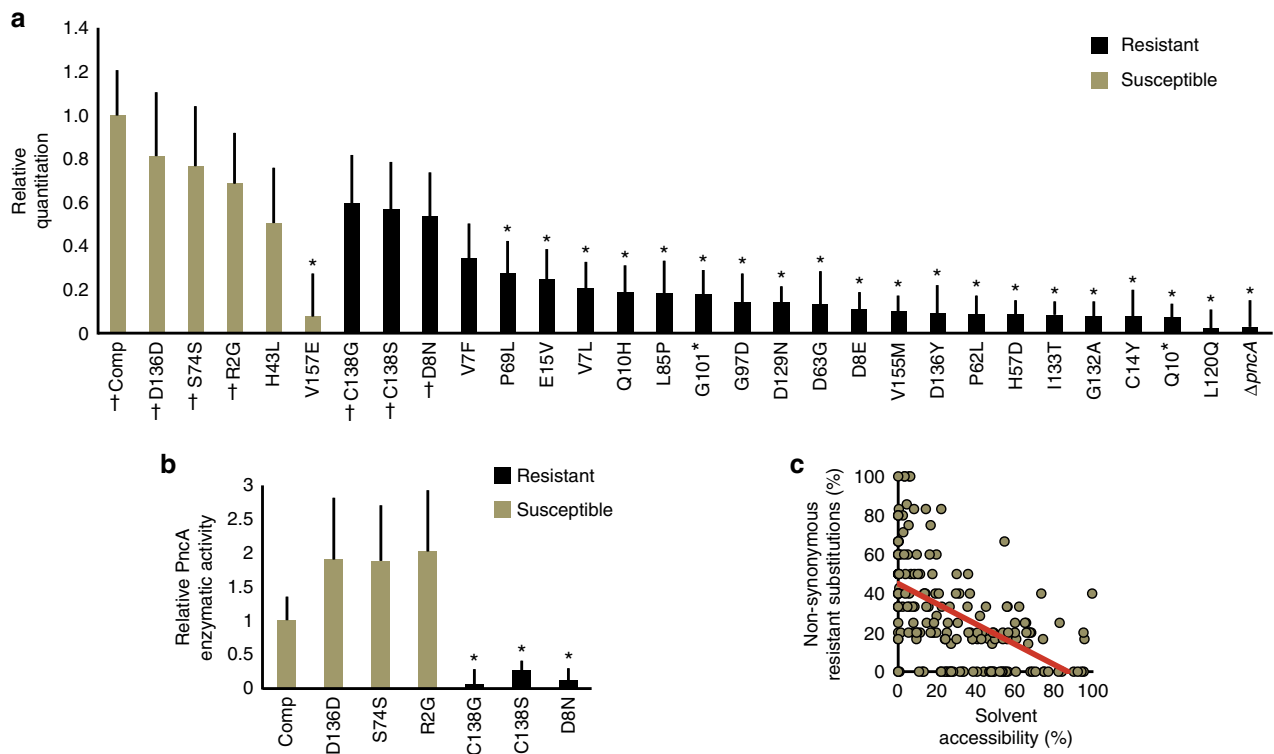 a
Relative
quantitation
1.4
1.2
1.0
0.8
0.6
0.4
0.2
0
Resistant
Susceptible
* * * * * * * * * * * * * * * * * * * *
†Comp
†D136D
†S74S
†R2G
H43L
V157E
†C138G
†C138S
†D8N
V7F
P69L
E15V
V7L
Q10H
L85P
G101*
G97D
D129N
D63G
D8E
V155M
D136Y
P62L
H57D
I133T
G132A
C14Y
Q10*
L120Q
ΔpncA
b
Relative PncA
enzymatic activity
3
2.5
2
1.5
1
0.5
0
Resistant
Susceptible
* * *
Comp
D136D
S74S
R2G
C138G
C138S
D8N
c
Non-synonymous
resistant substitutions (%)
100
80
60
40
20
0
0 20 40 60 80 100
Solvent
accessibility (%)